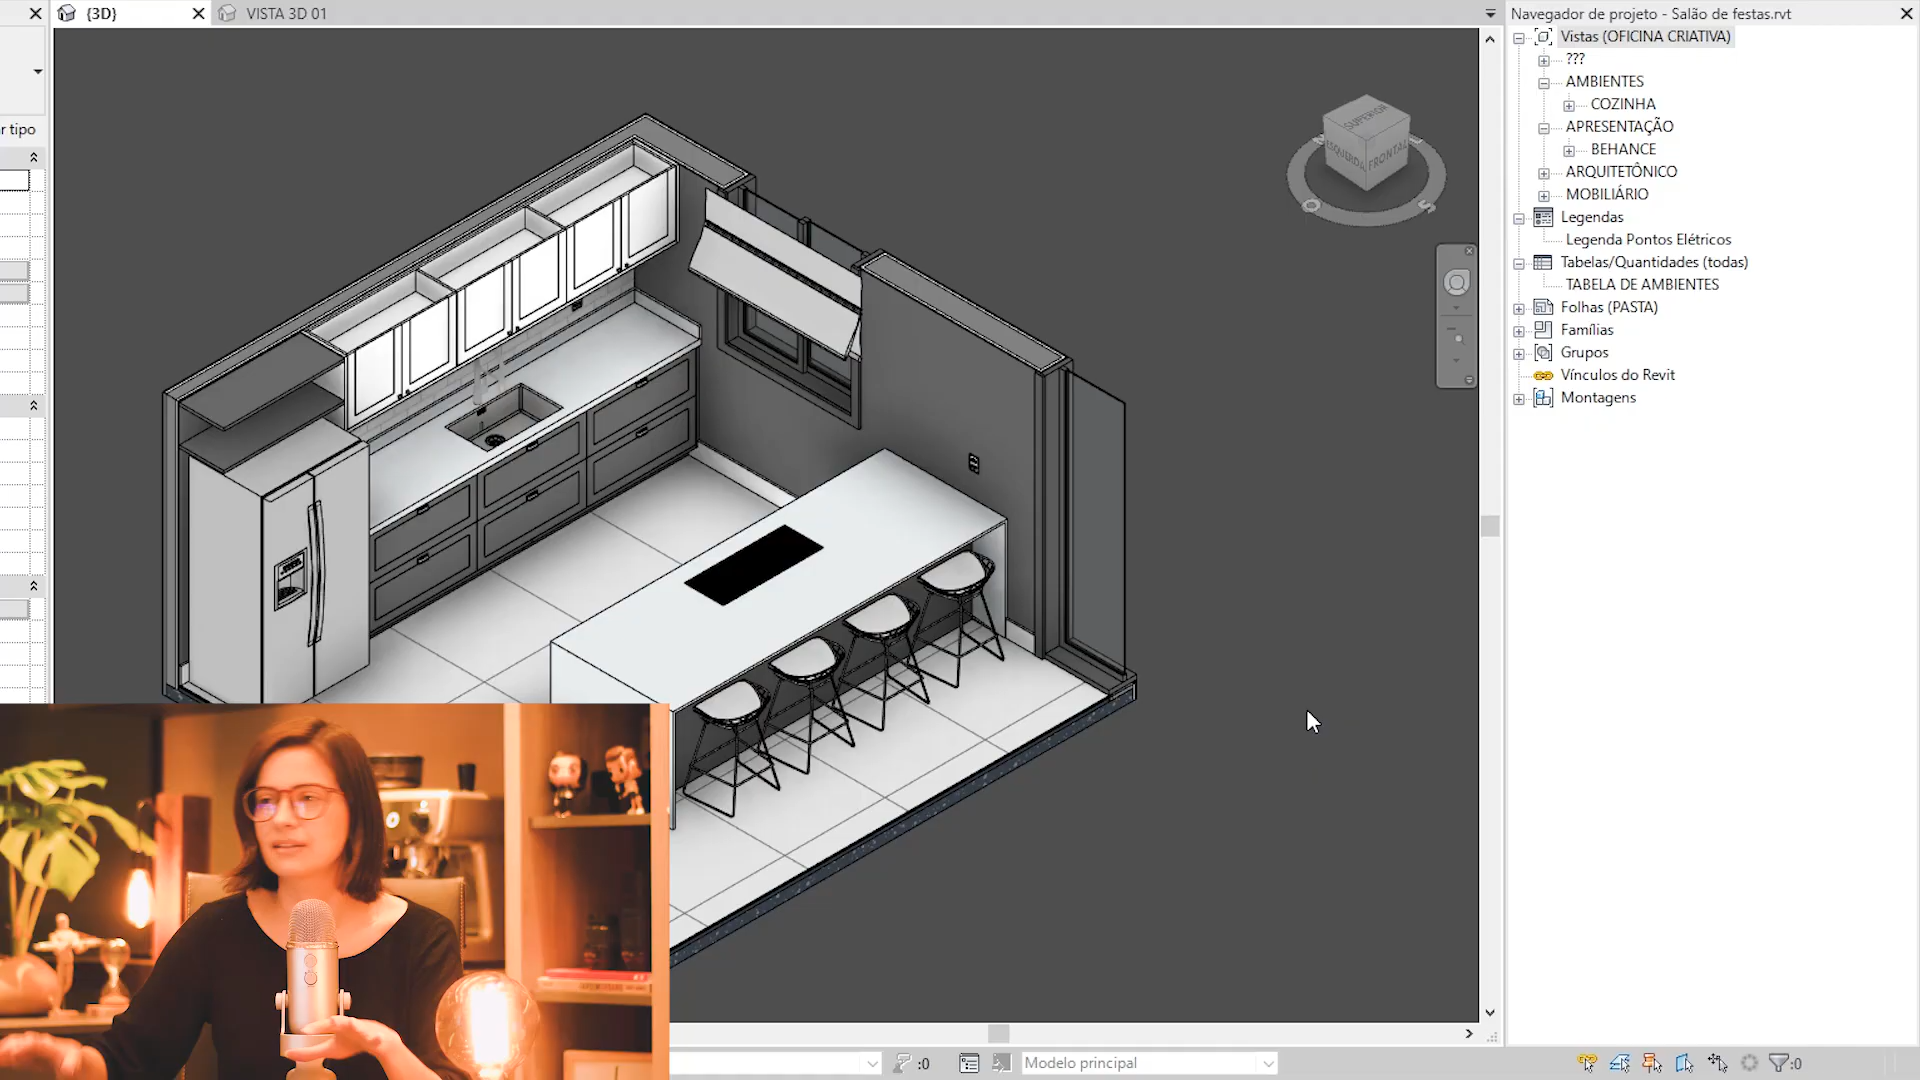 {3D}
VISTA 3D 01
Navegador de projeto - Salão de festas.rvt
Vistas (OFICINA CRIATIVA)
???
AMBIENTES
COZINHA
APRESENTAÇÃO
BEHANCE
ARQUITETÔNICO
MOBILIÁRIO
Legendas
Legenda Pontos Elétricos
Tabelas/Quantidades (todas)
TABELA DE AMBIENTES
Folhas (PASTA)
Famílias
Grupos
Vínculos do Revit
Montagens
r tipo
SUPERIOR
ESQUERDA
FRONTAL
O
S
:0
Modelo principal
:0